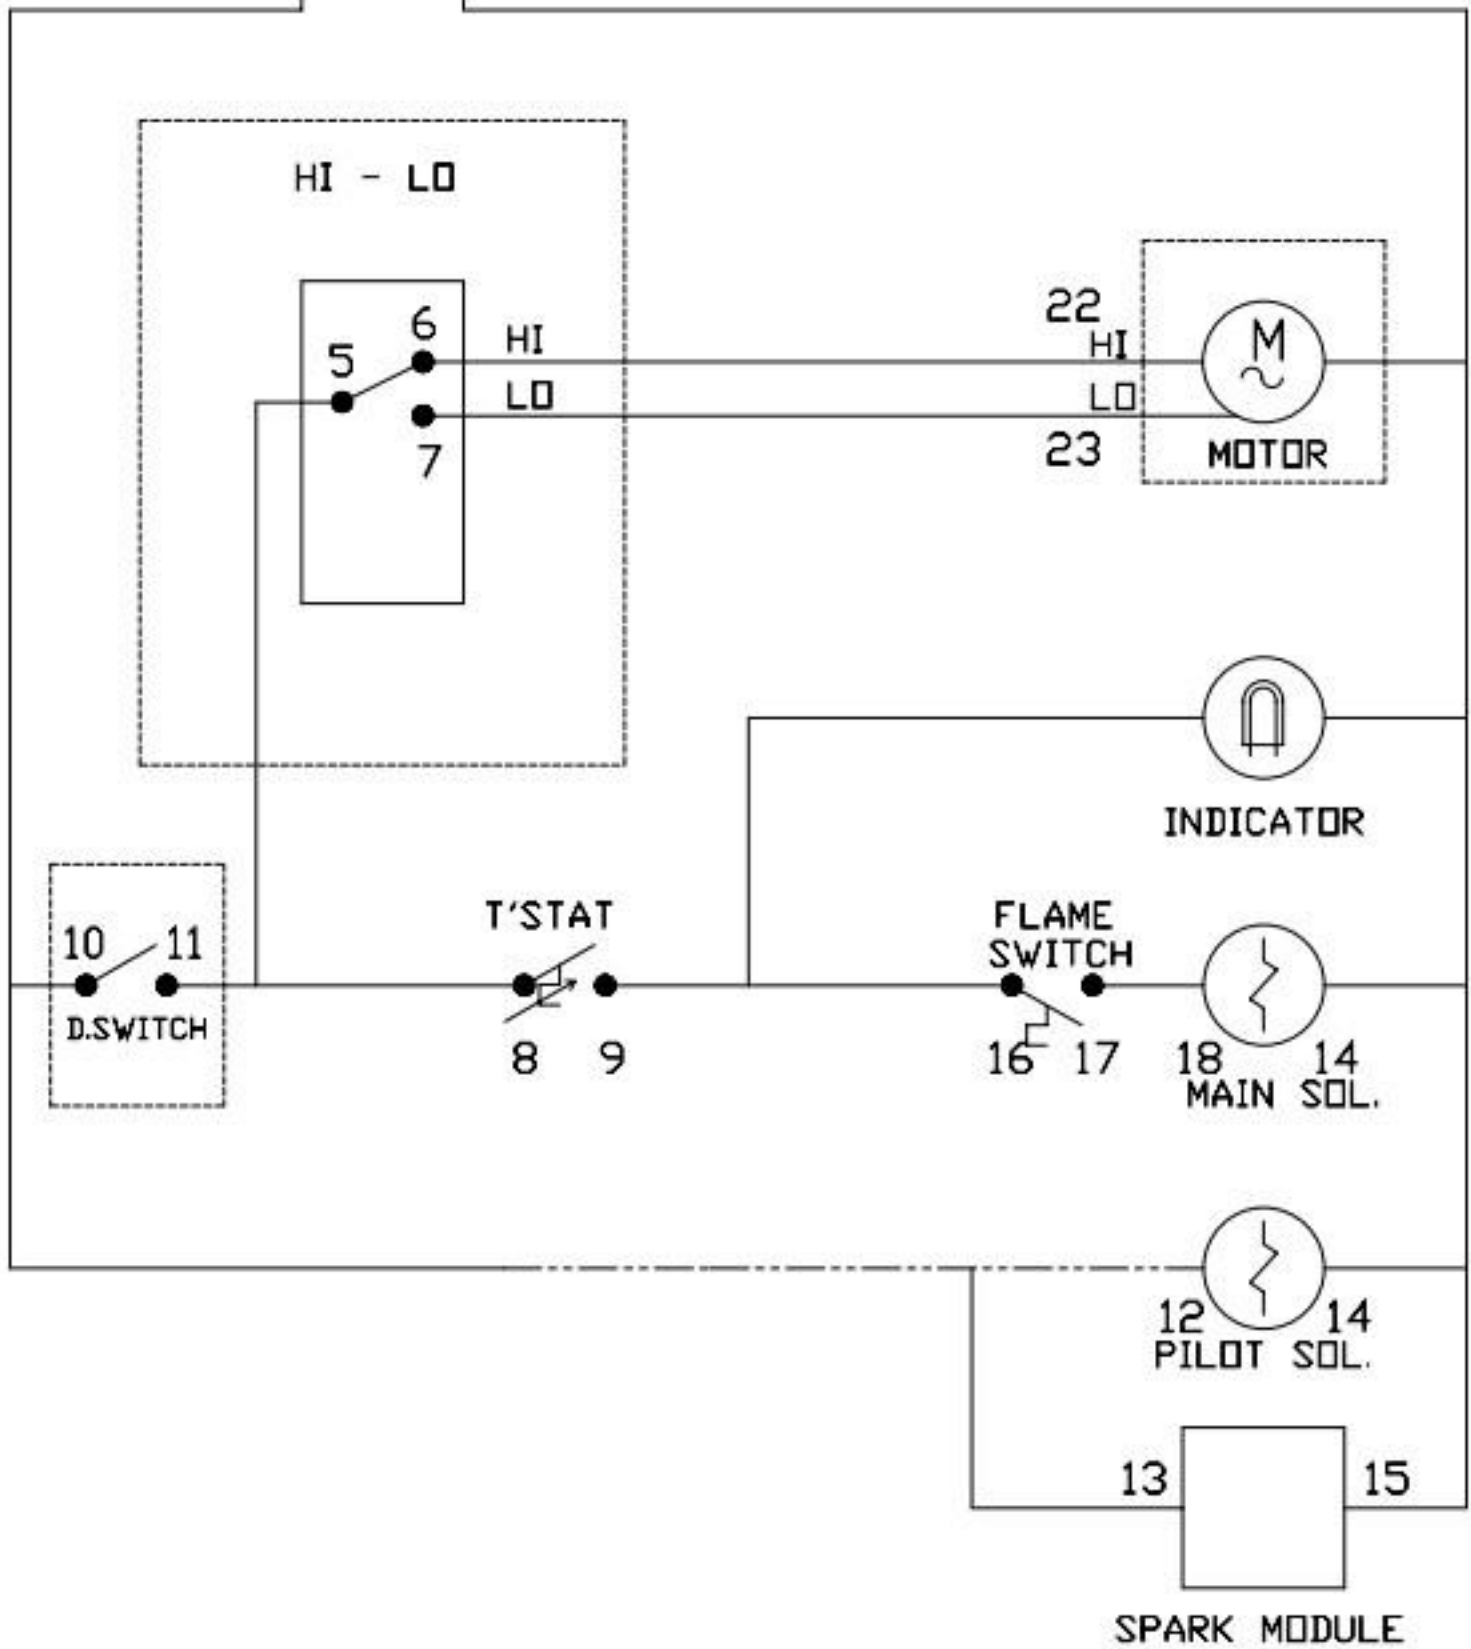 HI - LO
6
5
HI
LO
7
22
HI
LO
23
M
MOTOR
INDICATOR
10 11
D.SWITCH
T'STAT
8 9
FLAME
SWITCH
16 17
18 14
MAIN SOL.
12 14
PILOT SOL.
13 15
SPARK MODULE